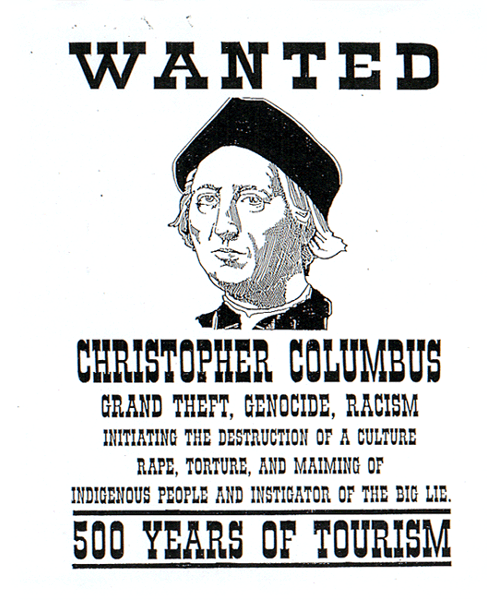 WANTED
CHRISTOPHER COLUMBUS
GRAND THEFT, GENOCIDE, RACISM
INITIATING THE DESTRUCTION OF A CULTURE
RAPE, TORTURE, AND MAIMING OF
INDIGENOUS PEOPLE AND INSTIGATOR OF THE BIG LIE.
500 YEARS OF TOURISM